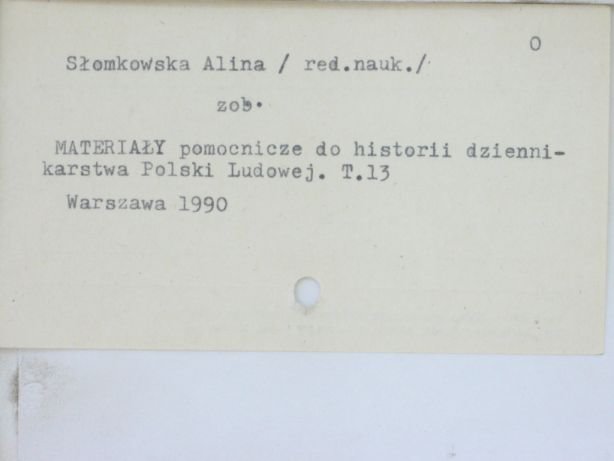 0
Słomkowska Alina / red.nauk./
zob.
MATERIAŁY pomocnicze do historii dzienni-
karstwa Polski Ludowej. T.13
Warszawa 1990